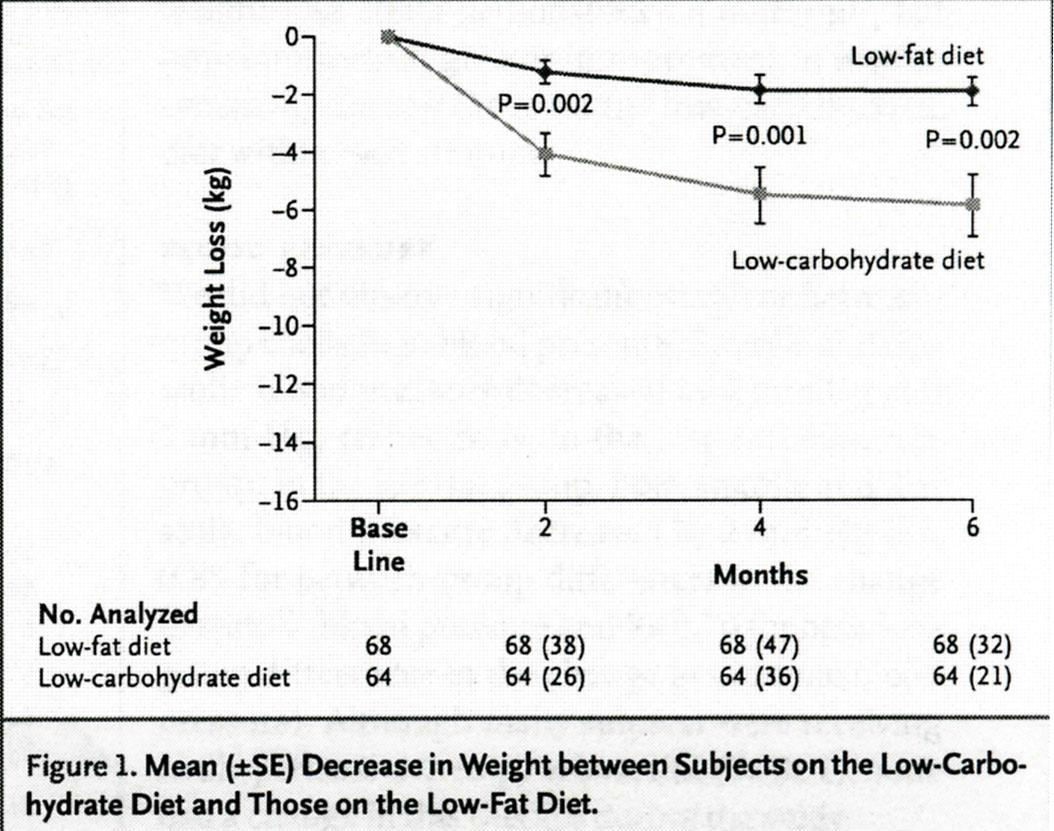 0
Low-fat diet
−2
P=0.002
P=0.001
P=0.002
−4
−6
Low-carbohydrate diet
−8
−10
−12
−14
−16
Weight Loss (kg)
Base Line
2
4
6
Months
No. Analyzed
Low-fat diet 68 68 (38) 68 (47) 68 (32)
Low-carbohydrate diet 64 64 (26) 64 (36) 64 (21)
Figure 1. Mean (±SE) Decrease in Weight between Subjects on the Low-Carbo-
hydrate Diet and Those on the Low-Fat Diet.